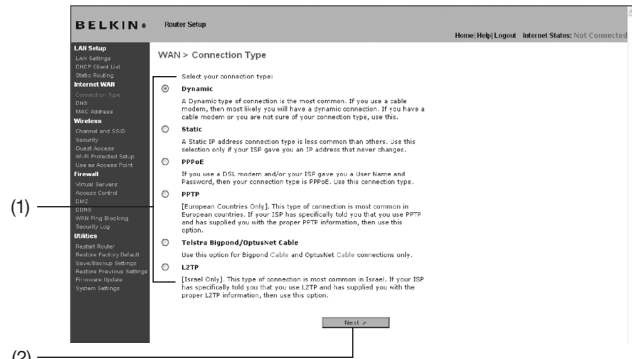 BELKIN® Router Setup
Home|Help|Logout Internet Status: Not Connected
LAN Setup
LAN Settings
DHCP Client List
Static Routing
Internet WAN
Connection Type
DNS
MAC Address
Wireless
Channel and SSID
Security
Guest Access
Wi-Fi Protected Setup
Use as Access Point
Firewall
Virtual Servers
Access Control
DMZ
DDNS
WAN Ping Blocking
Security Log
Utilities
Restart Router
Restore Factory Default
Save/Backup Settings
Restore Previous Settings
Firmware Update
System Settings
WAN > Connection Type
Select your connection type:
Dynamic
A Dynamic type of connection is the most common. If you use a cable
modem, then most likely you will have a dynamic connection. If you have a
cable modem or you are not sure of your connection type, use this.
Static
A Static IP address connection type is less common than others. Use this
selection only if your ISP gave you an IP address that never changes.
PPPoE
If you use a DSL modem and/or your ISP gave you a User Name and
Password, then your connection type is PPPoE. Use this connection type.
PPTP
[European Countries Only]. This type of connection is most common in
European countries. If your ISP has specifically told you that you use PPTP
and has supplied you with the proper PPTP information, then use this
option.
Telstra Bigpond/OptusNet Cable
Use this option for Bigpond Cable and OptusNet Cable connections only.
L2TP
[Israel Only]. This type of connection is most common in Israel. If your ISP
has specifically told you that you use L2TP and has supplied you with the
proper L2TP information, then use this option.
Next >
(1)
(2)